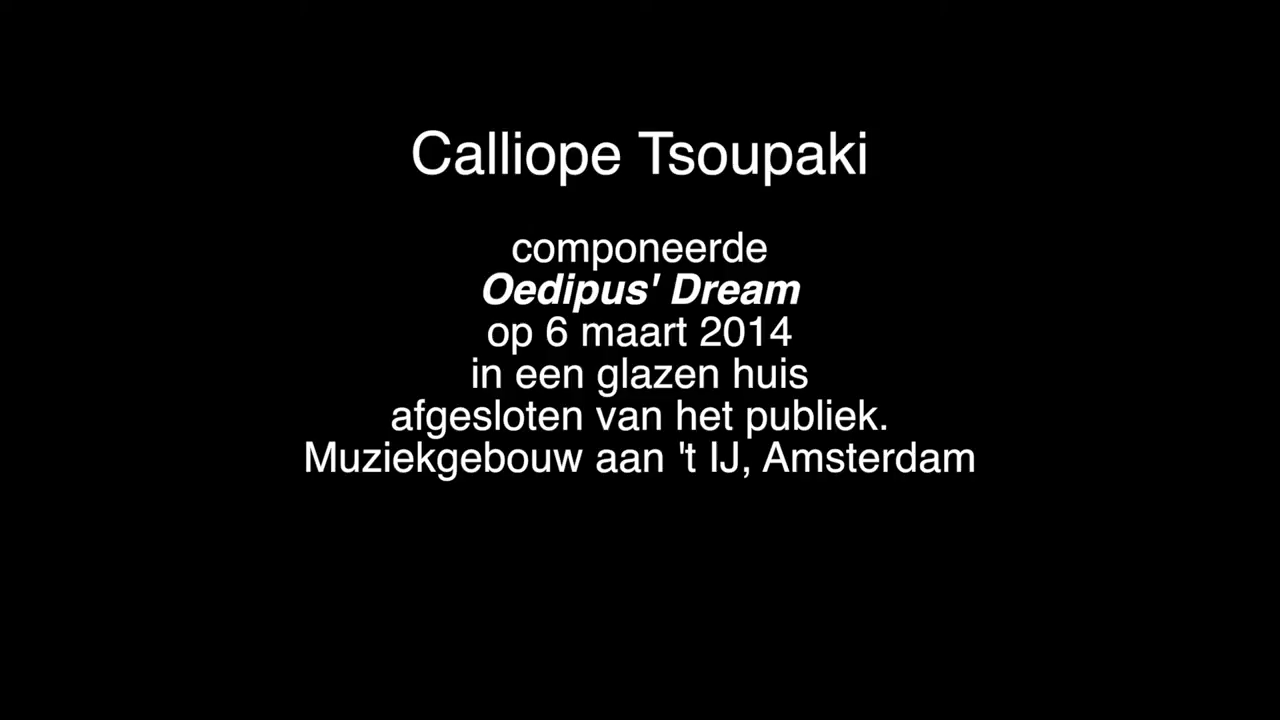 Calliope Tsoupaki
componeerde
Oedipus' Dream
op 6 maart 2014
in een glazen huis
afgesloten van het publiek.
Muziekgebouw aan 't IJ, Amsterdam